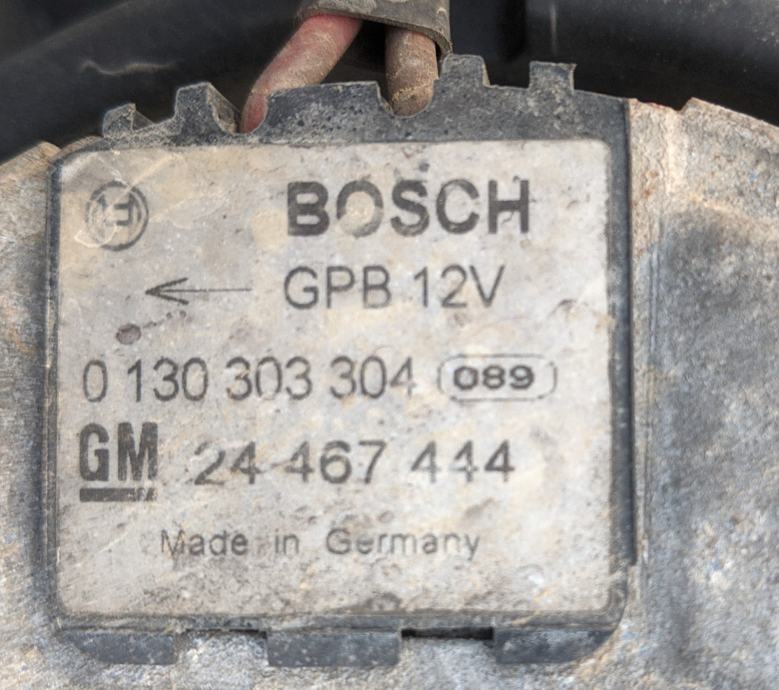 BOSCH
GPB 12V
0 130 303 304 089
GM 24 467 444
Made in Germany